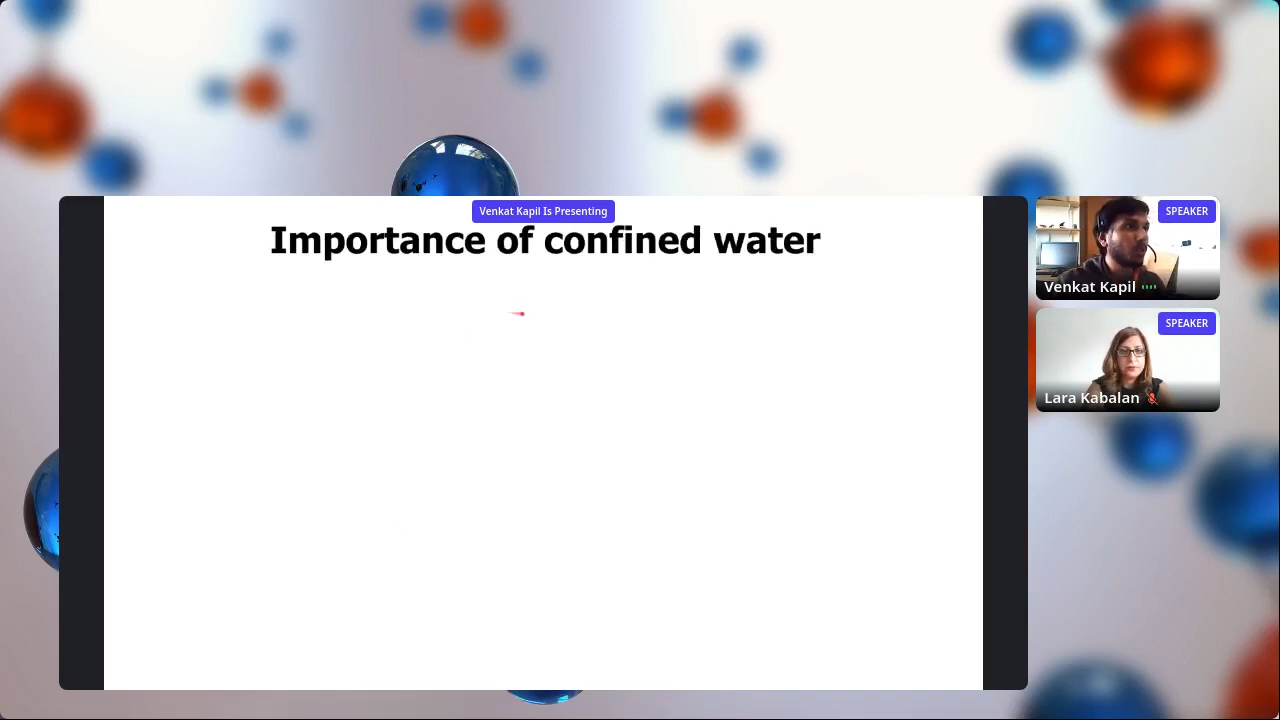 Venkat Kapil Is Presenting
Importance of confined water
SPEAKER
Venkat Kapil
SPEAKER
Lara Kabalan